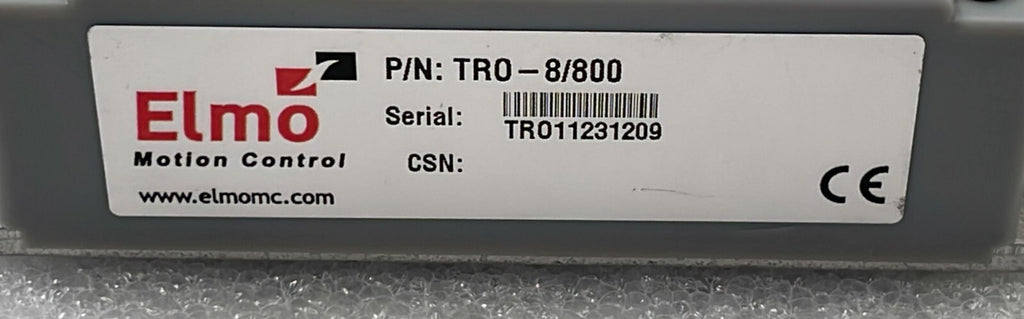 Elmo
Motion Control
www.elmomc.com
P/N: TRO-8/800
Serial:
TRO11231209
CSN:
CE